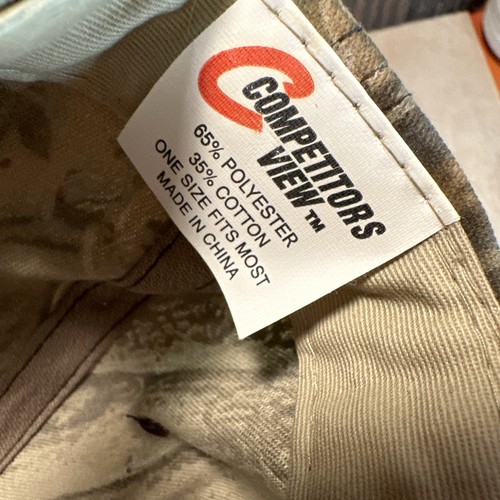 COMPETITORS
VIEW™
65% POLYESTER
35% COTTON
ONE SIZE FITS MOST
MADE IN CHINA